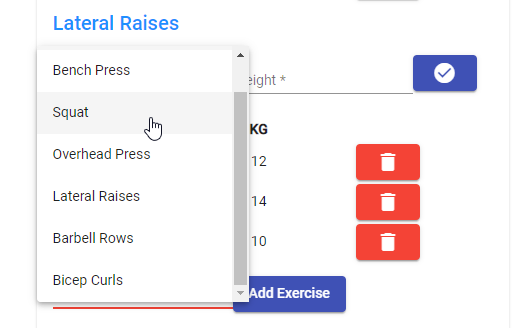 Lateral Raises
Bench Press
eight *
Squat
KG
Overhead Press
12
Lateral Raises
14
Barbell Rows
10
Bicep Curls
Add Exercise